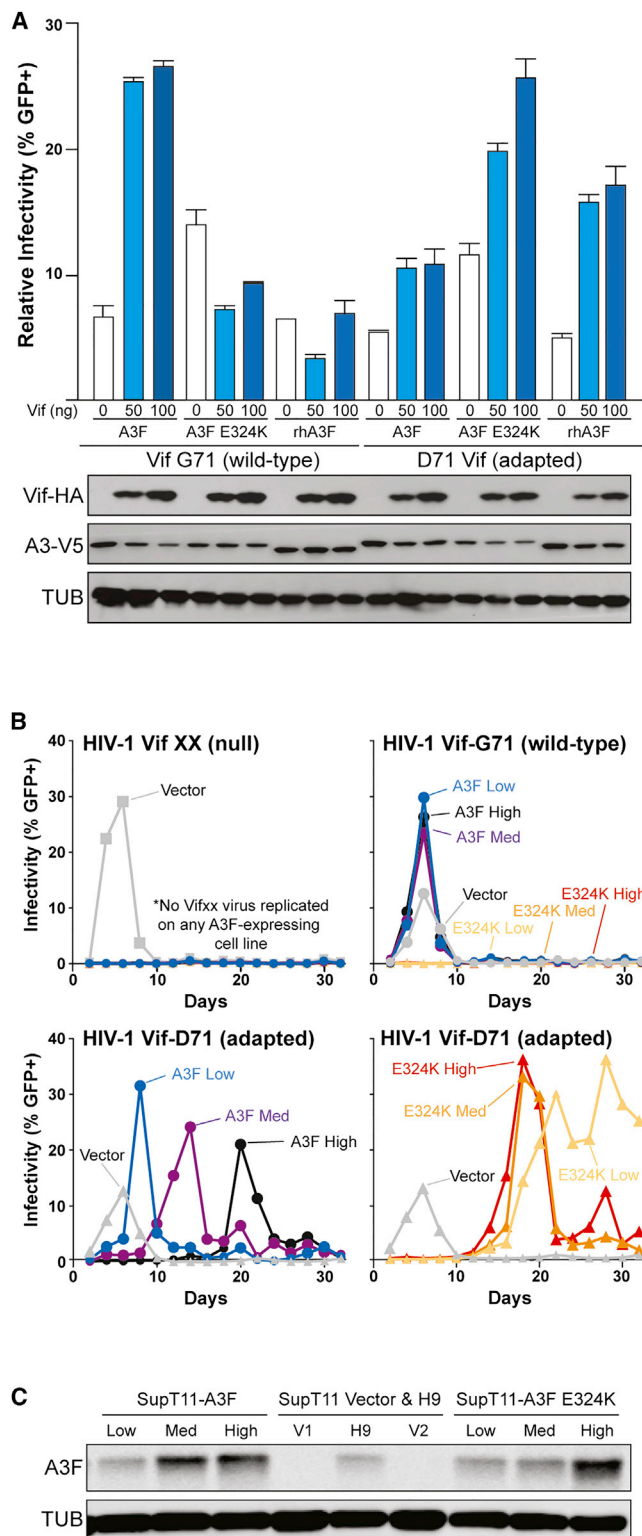 A
Relative Infectivity (% GFP+)
30
20
10
Vif (ng) 0 50 100 0 50 100 0 50 100 0 50 100 0 50 100 0 50 100
A3F A3F E324K rhA3F A3F A3F E324K rhA3F
Vif G71 (wild-type) D71 Vif (adapted)
Vif-HA
A3-V5
TUB
B
HIV-1 Vif XX (null)
Infectivity (% GFP+)
40
30
20
10
0
Vector
*No Vifxx virus replicated
on any A3F-expressing
cell line
0 10 20 30
Days
HIV-1 Vif-G71 (wild-type)
Infectivity (% GFP+)
40
30
20
10
0
A3F Low
A3F High
A3F Med
Vector
E324K High
E324K Med
E324K Low
0 10 20 30
Days
HIV-1 Vif-D71 (adapted)
Infectivity (% GFP+)
40
30
20
10
0
A3F Low
A3F Med
A3F High
Vector
0 10 20 30
Days
HIV-1 Vif-D71 (adapted)
Infectivity (% GFP+)
40
30
20
10
0
E324K High
E324K Med
E324K Low
Vector
0 10 20 30
Days
C
SupT11-A3F SupT11 Vector & H9 SupT11-A3F E324K
Low Med High V1 H9 V2 Low Med High
A3F
TUB